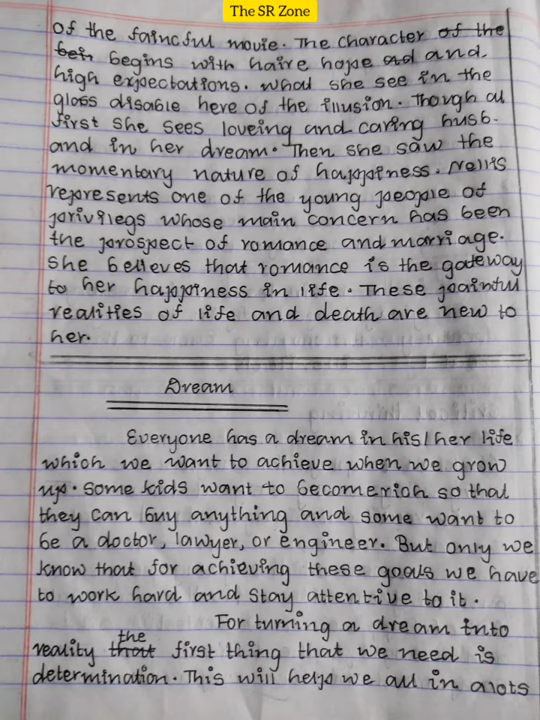 The SR Zone
of the faincful movie. The character of the
bein begins with haire hope ad and
high expectations. What she see in the
gloss disable here of the illusion. Though at
first she sees loveing and caring husb-
and in her dream. Then she saw the
momentary nature of happiness. Nellis
represents one of the young people of
privilegs whose main concern has been
the prospect of romance and marriage.
she believes that romance is the gateway
to her happiness in life. These painful
realities of life and death are new to
her.
Dream
Everyone has a dream in his/her life
which we want to achieve when we grow
up. some kids want to become rich so that
they can buy anything and some want to
be a doctor, lawyer, or engineer. But only we
know that for achieving these goals we have
to work hard and stay attentive to it.
For turning a dream into
reality that the first thing that we need is
determination. This will helps we all in alots